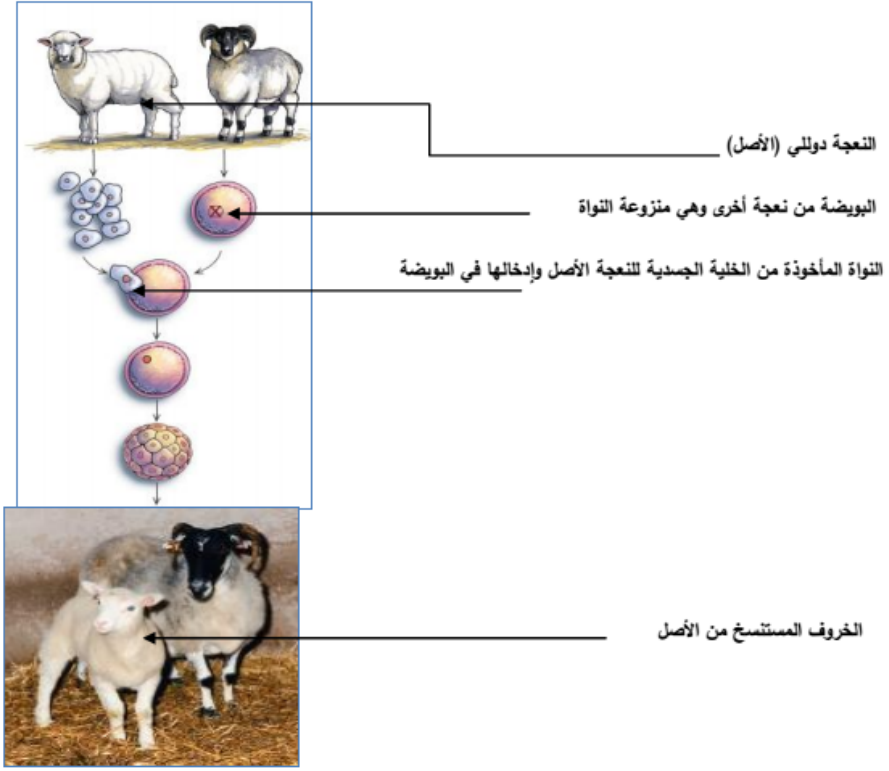 النعجة دوللي (الأصل)
البويضة من نعجة أخرى وهي منزوعة النواة
النواة المأخوذة من الخلية الجسدية للنعجة الأصل وإدخالها في البويضة
الخروف المستنسخ من الأصل